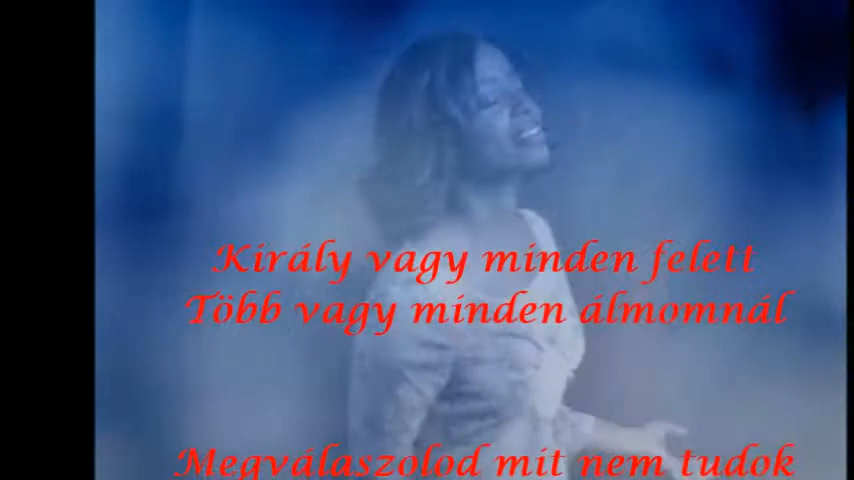 Király vagy minden felett
Több vagy minden álmomnál
Megválaszolod mit nem tudok